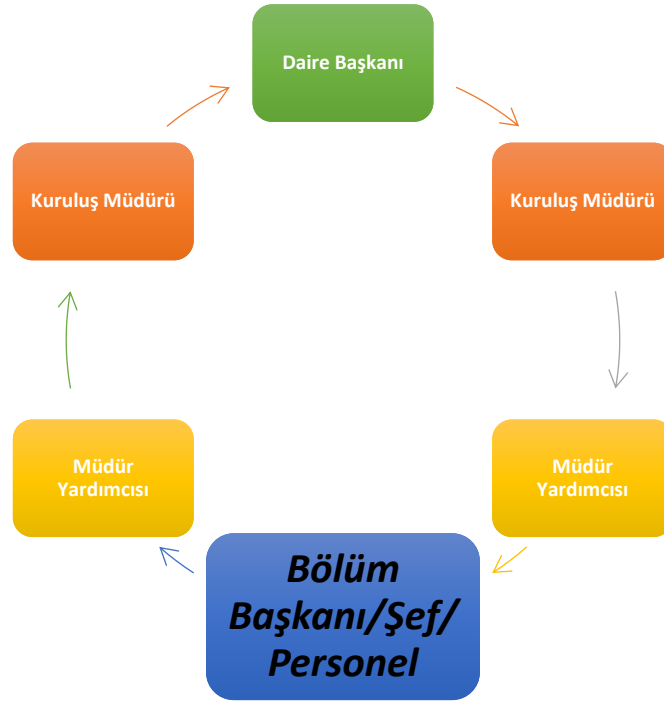 Daire Başkanı
Kuruluş Müdürü
Kuruluş Müdürü
Müdür
Yardımcısı
Müdür
Yardımcısı
Bölüm
Başkanı/Şef/
Personel